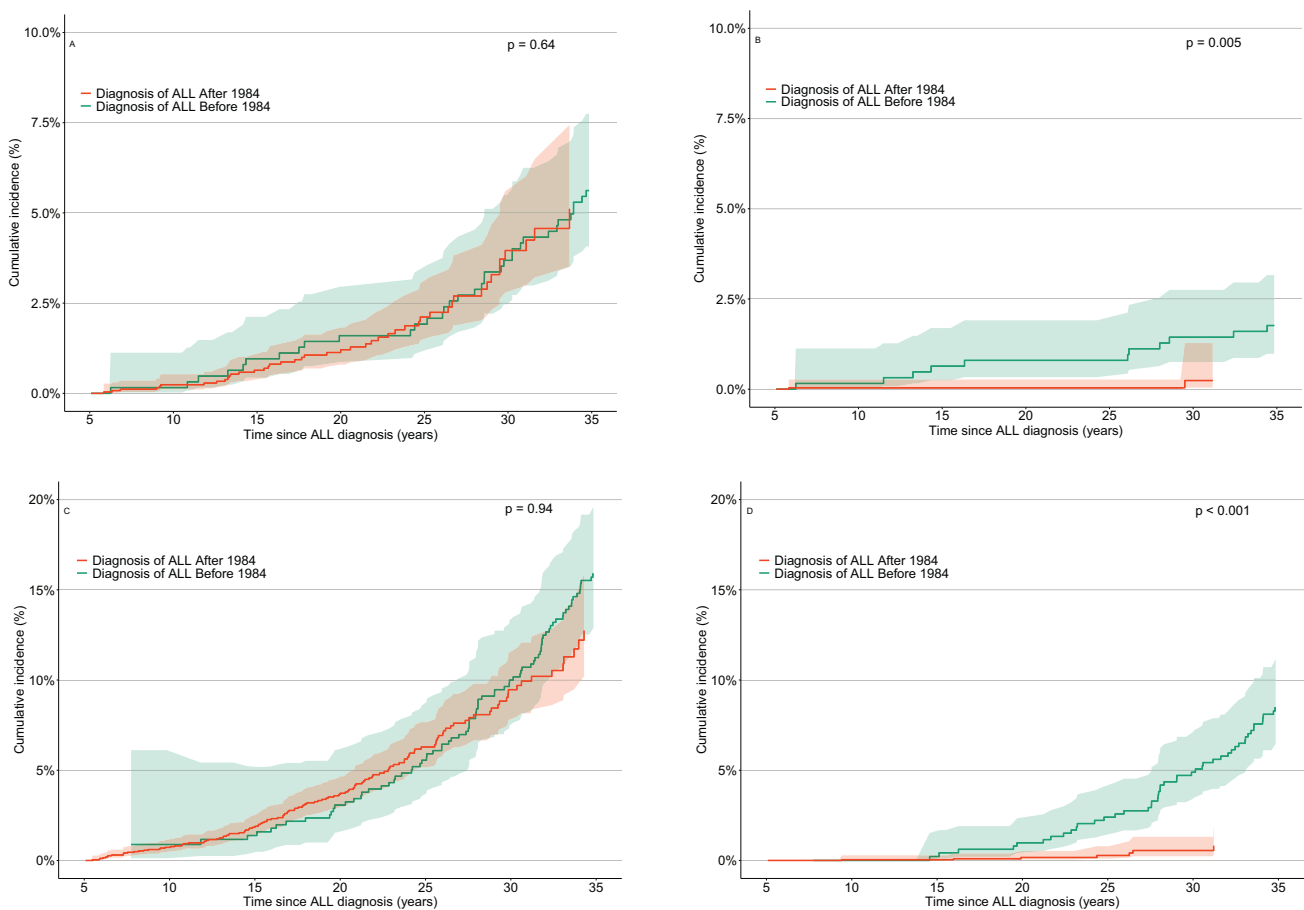 A
p = 0.64
Diagnosis of ALL After 1984
Diagnosis of ALL Before 1984
Cumulative incidence (%)
10.0%
7.5%
5.0%
2.5%
0.0%
5 10 15 20 25 30 35
Time since ALL diagnosis (years)
B
p = 0.005
Diagnosis of ALL After 1984
Diagnosis of ALL Before 1984
Cumulative incidence (%)
10.0%
7.5%
5.0%
2.5%
0.0%
5 10 15 20 25 30 35
Time since ALL diagnosis (years)
C
p = 0.94
Diagnosis of ALL After 1984
Diagnosis of ALL Before 1984
Cumulative incidence (%)
20%
15%
10%
5%
0%
5 10 15 20 25 30 35
Time since ALL diagnosis (years)
D
p < 0.001
Diagnosis of ALL After 1984
Diagnosis of ALL Before 1984
Cumulative incidence (%)
20%
15%
10%
5%
0%
5 10 15 20 25 30 35
Time since ALL diagnosis (years)